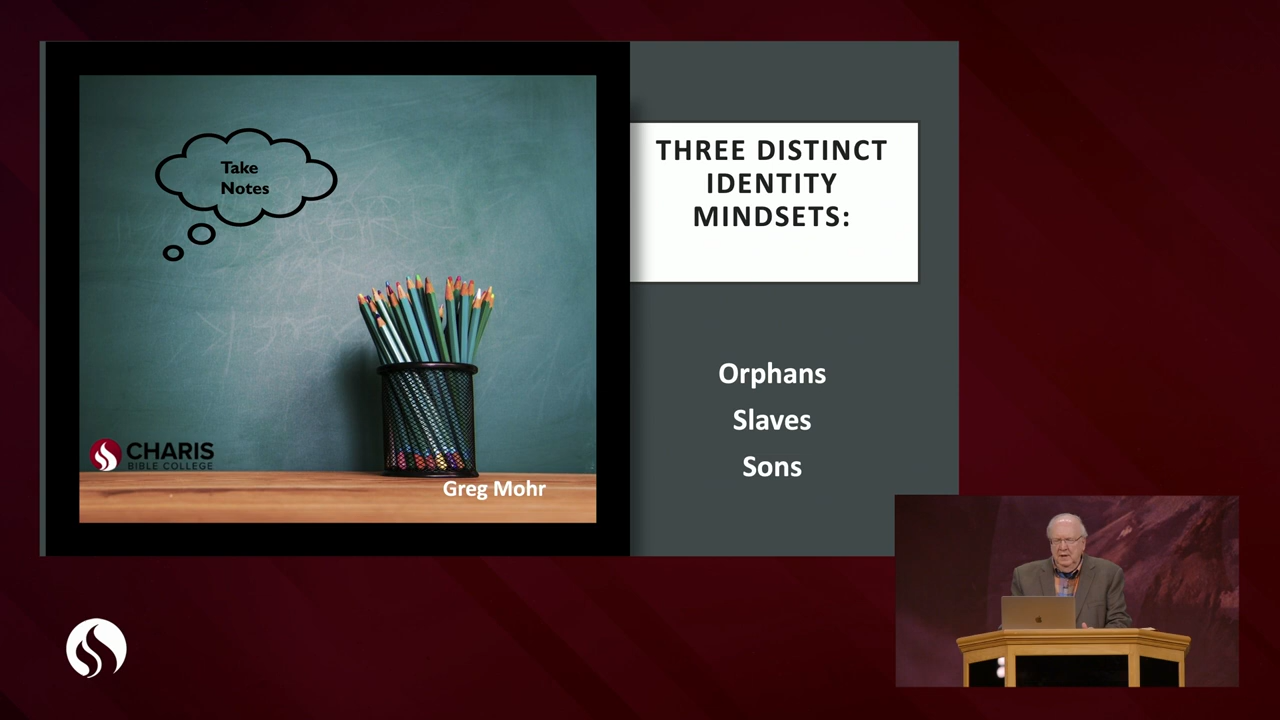 Take
Notes
CHARIS
BIBLE COLLEGE
Greg Mohr
THREE DISTINCT
IDENTITY
MINDSETS:
Orphans
Slaves
Sons